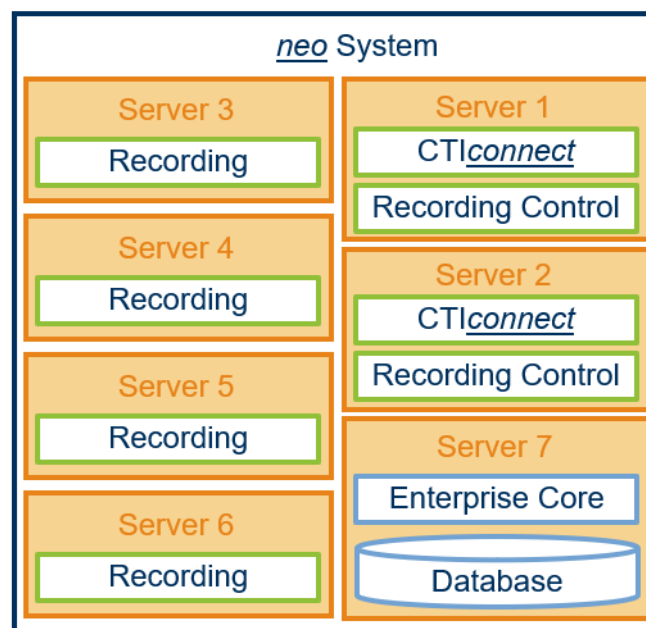 neo System
Server 3
Recording
Server 4
Recording
Server 5
Recording
Server 6
Recording
Server 1
CTIconnect
Recording Control
Server 2
CTIconnect
Recording Control
Server 7
Enterprise Core
Database